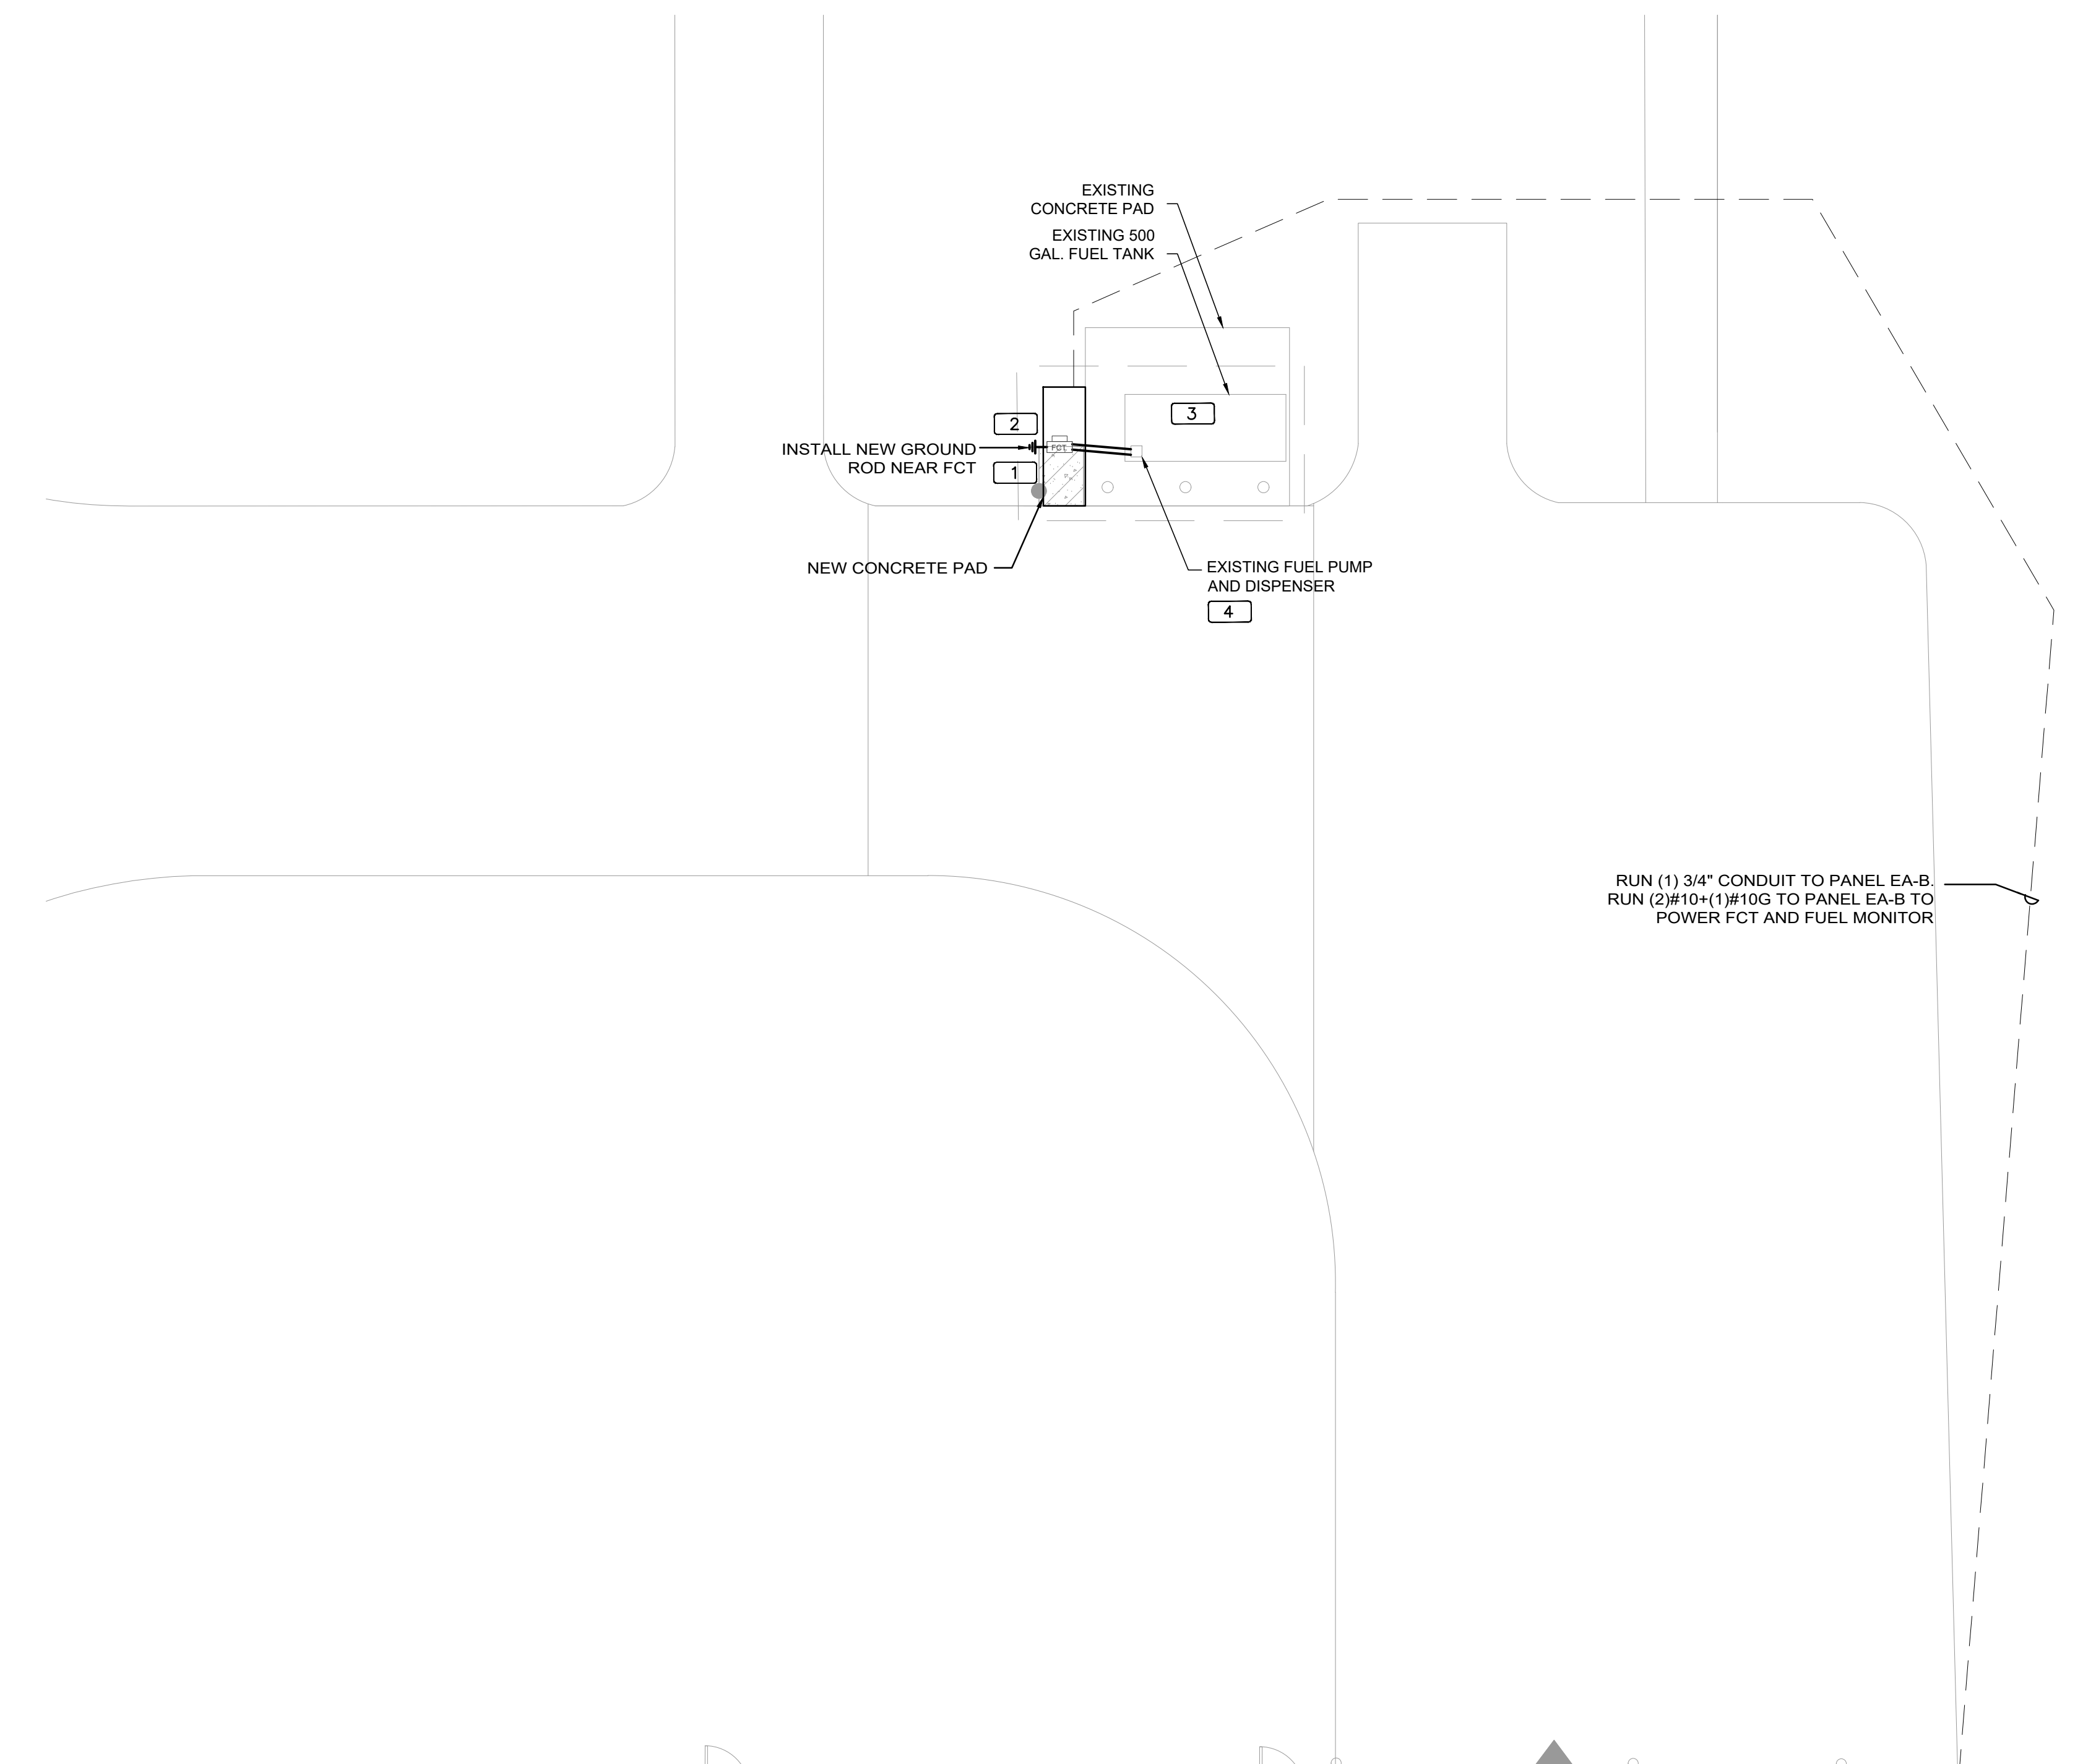 EXISTING
CONCRETE PAD
EXISTING 500
GAL. FUEL TANK
3
2
INSTALL NEW GROUND
ROD NEAR FCT
FCT
1
NEW CONCRETE PAD
EXISTING FUEL PUMP
AND DISPENSER
4
RUN (1) 3/4" CONDUIT TO PANEL EA-B.
RUN (2)#10+(1)#10G TO PANEL EA-B TO
POWER FCT AND FUEL MONITOR